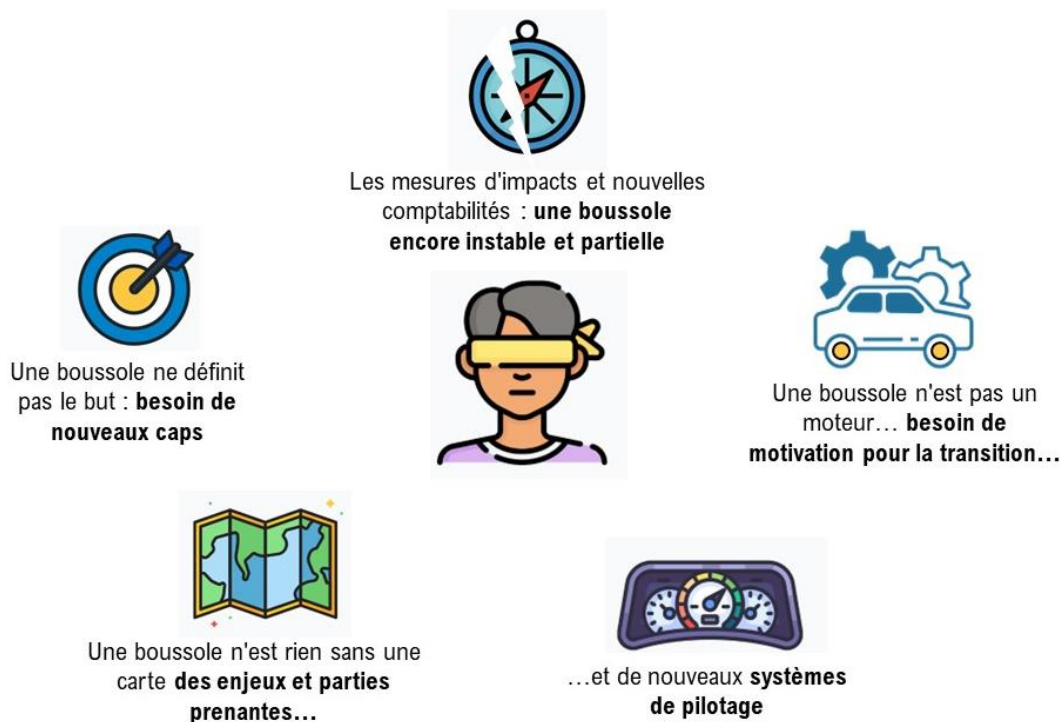 Les mesures d'impacts et nouvelles
comptabilités : une boussole
encore instable et partielle
Une boussole ne définit
pas le but : besoin de
nouveaux caps
Une boussole n'est pas un
moteur… besoin de
motivation pour la transition…
Une boussole n'est rien sans une
carte des enjeux et parties
prenantes…
…et de nouveaux systèmes
de pilotage